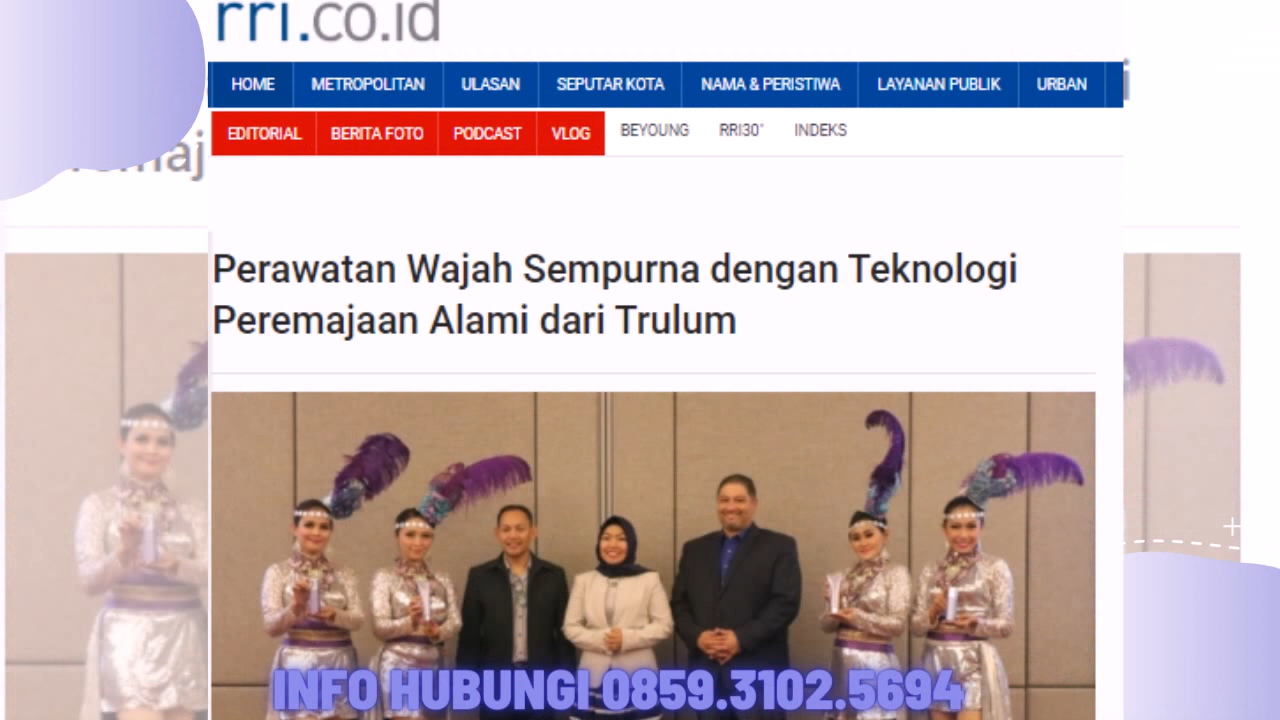 rri.co.id
HOME METROPOLITAN ULASAN SEPUTAR KOTA NAMA & PERISTIWA LAYANAN PUBLIK URBAN
EDITORIAL BERITA FOTO PODCAST VLOG BEYOUNG RRI30" INDEKS
Perawatan Wajah Sempurna dengan Teknologi
Peremajaan Alami dari Trulum
INFO HUBUNGI 0859.3102.5694